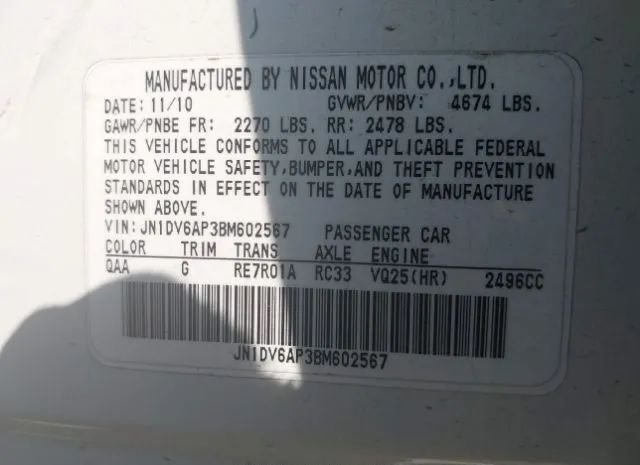 MANUFACTURED BY NISSAN MOTOR CO.,LTD.
DATE: 11/10 GVWR/PNBV: 4674 LBS.
GAWR/PNBE FR: 2270 LBS. RR: 2478 LBS.
THIS VEHICLE CONFORMS TO ALL APPLICABLE FEDERAL
MOTOR VEHICLE SAFETY,BUMPER,AND THEFT PREVENTION
STANDARDS IN EFFECT ON THE DATE OF MANUFACTURE
SHOWN ABOVE.
VIN: JN1DV6AP3BM602567 PASSENGER CAR
COLOR TRIM TRANS AXLE ENGINE
QAA G RE7R01A RC33 VQ25(HR) 2496CC
JN1DV6AP3BM602567